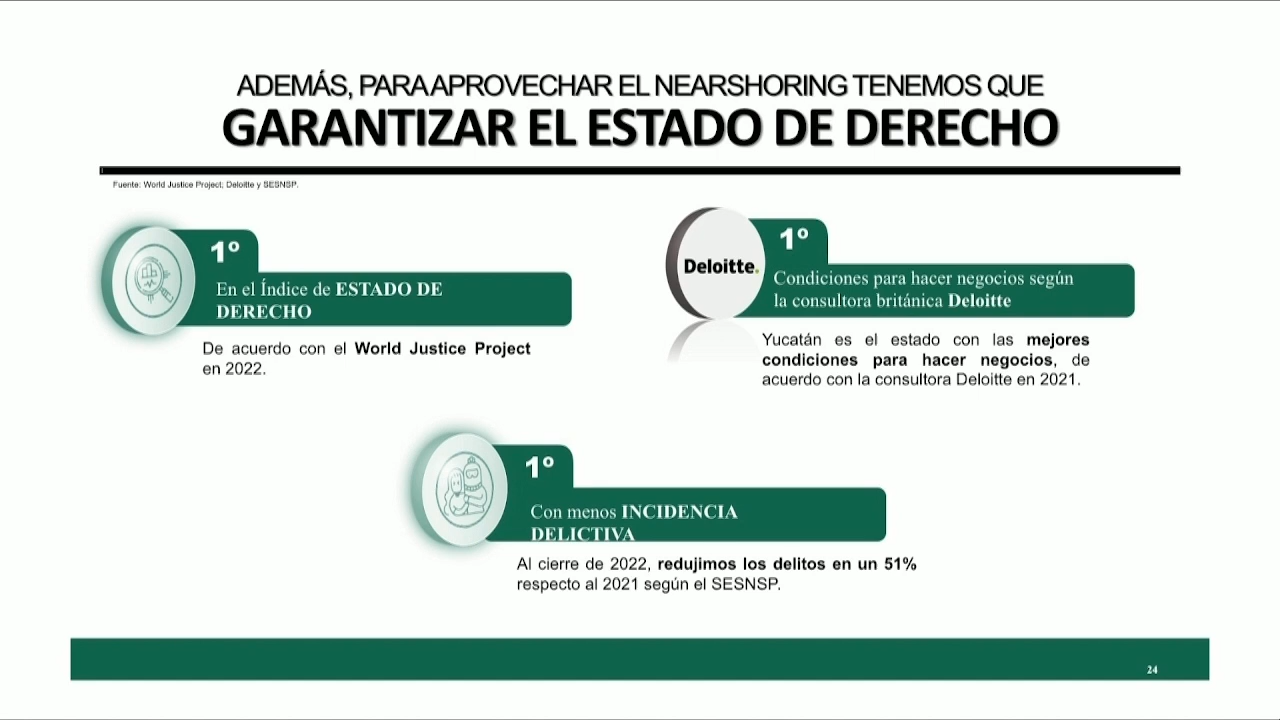 ADEMÁS, PARA APROVECHAR EL NEARSHORING TENEMOS QUE
GARANTIZAR EL ESTADO DE DERECHO
Fuente: World Justice Project; Deloitte y SESNSP.
1º
En el Índice de ESTADO DE
DERECHO
De acuerdo con el World Justice Project
en 2022.
Deloitte.
1º
Condiciones para hacer negocios según
la consultora británica Deloitte
Yucatán es el estado con las mejores
condiciones para hacer negocios, de
acuerdo con la consultora Deloitte en 2021.
1º
Con menos INCIDENCIA
DELICTIVA
Al cierre de 2022, redujimos los delitos en un 51%
respecto al 2021 según el SESNSP.
24